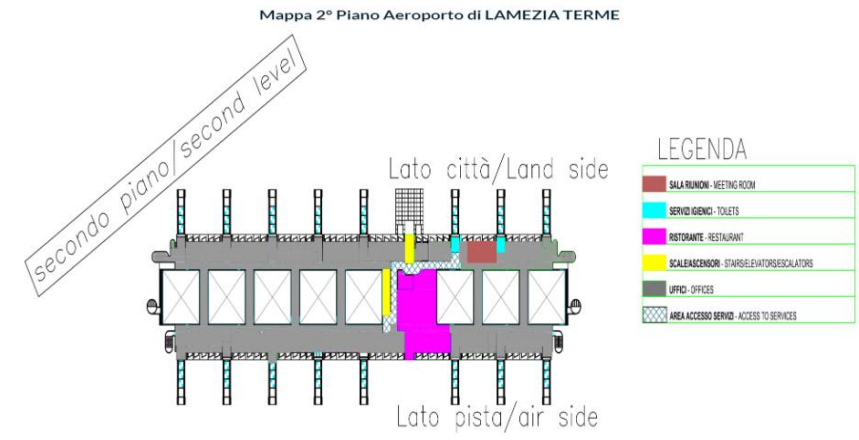 Mappa 2° Piano Aeroporto di LAMEZIA TERME
secondo piano/second level
Lato città/Land side
Lato pista/air side
LEGENDA
SALA RIUNIONI - MEETING ROOM
SERVIZI IGIENICI - TOILETS
RISTORANTE - RESTAURANT
SCALE/ASCENSORI - STAIRS/ELEVATORS/ESCALATORS
UFFICI - OFFICES
AREA ACCESSO SERVIZI - ACCESS TO SERVICES